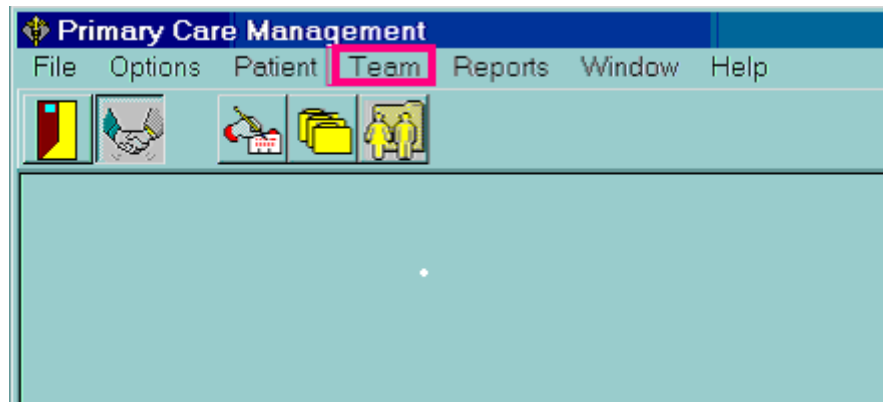 Primary Care Management
File Options Patient Team Reports Window Help